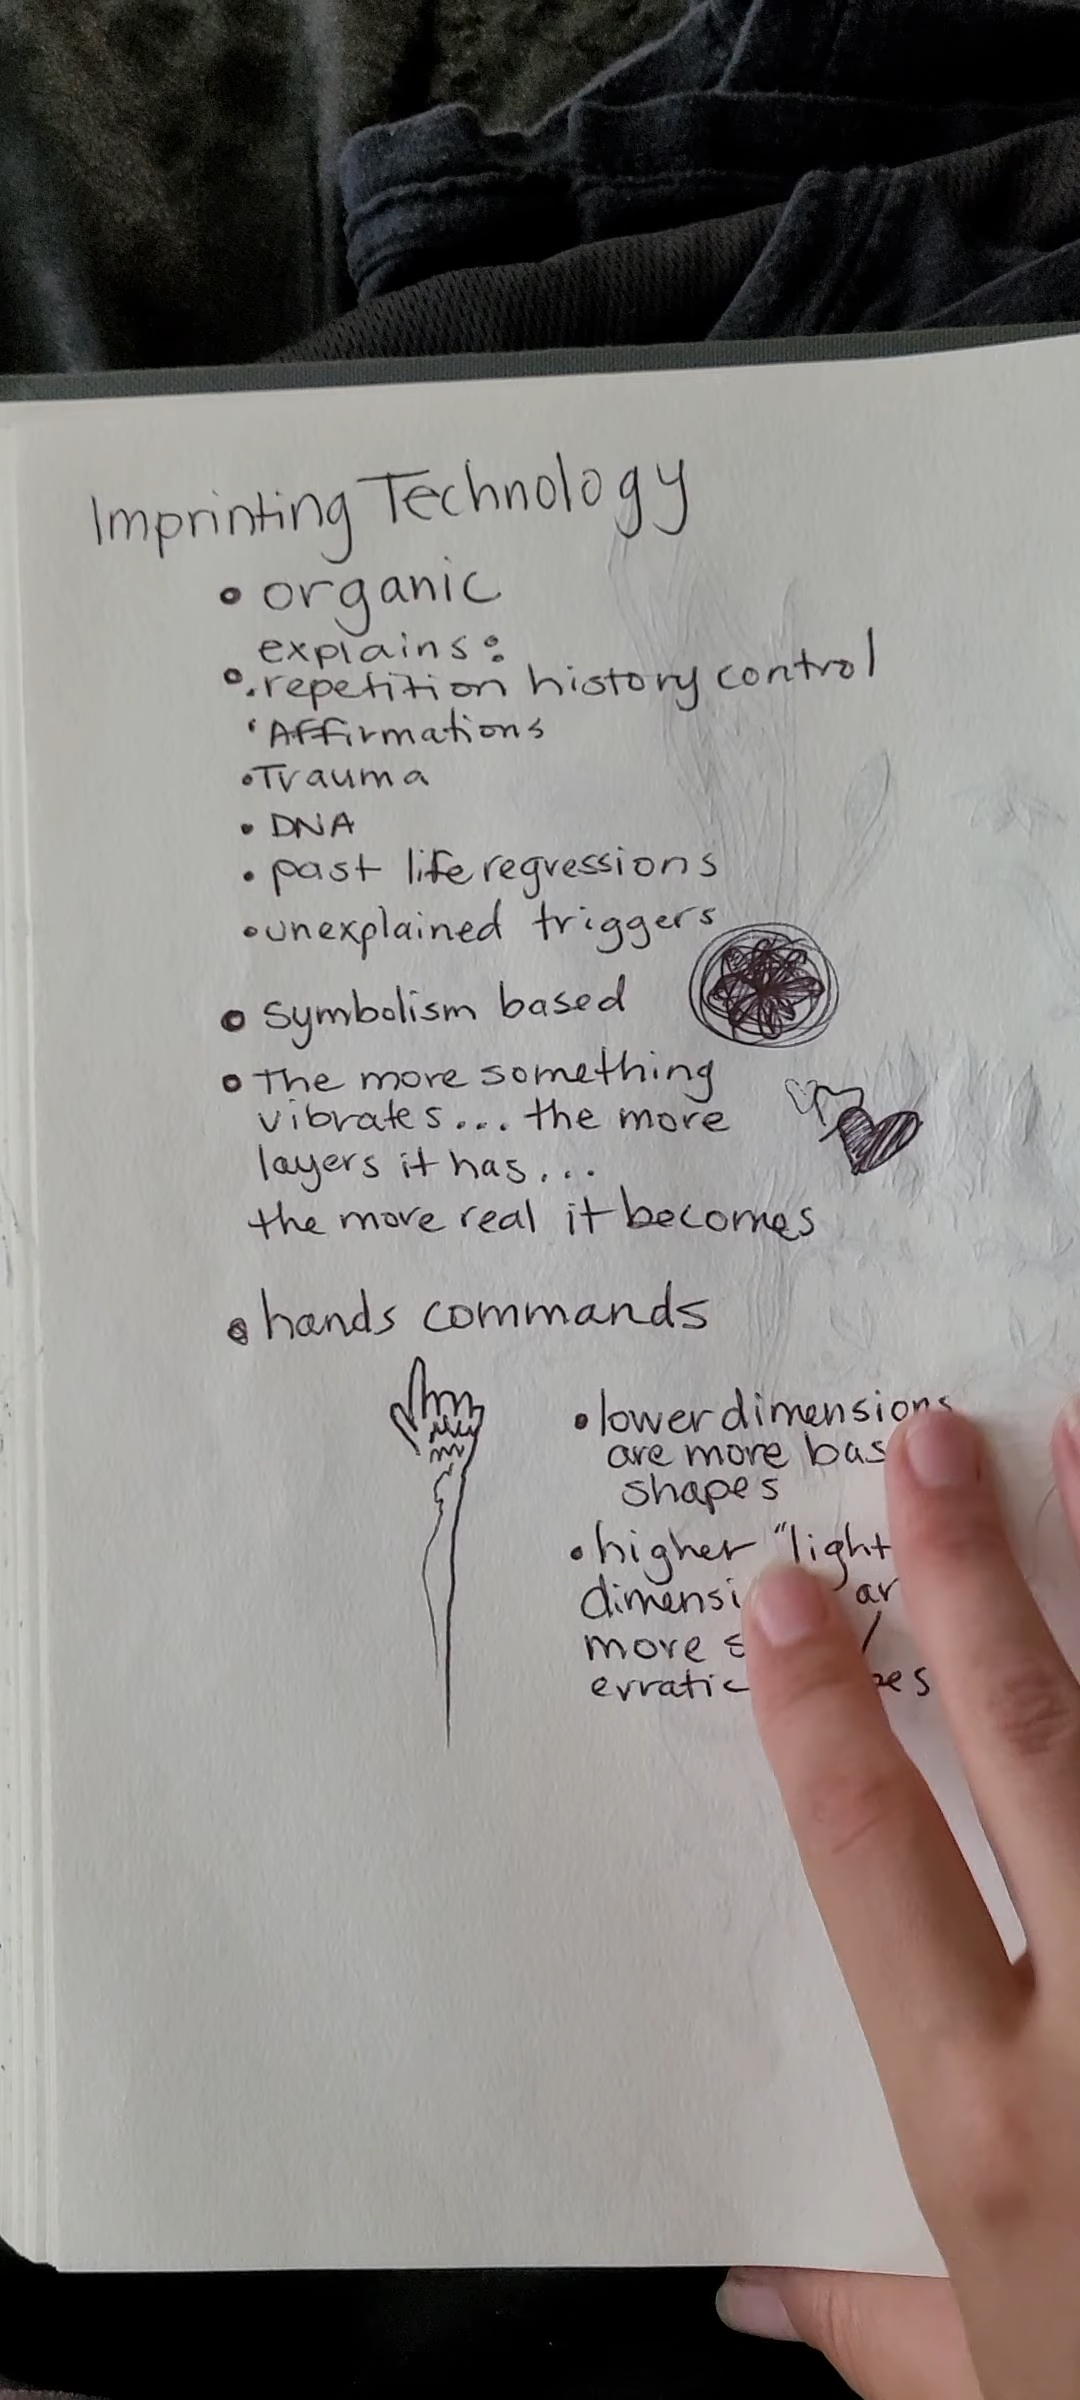 Imprinting Technology
• organic
explains:
• repetition history control
• Affirmations
• Trauma
• DNA
• past life regressions
• unexplained triggers
• symbolism based
• The more something
vibrates... the more
layers it has...
the more real it becomes
• hands commands
• lower dimensions
are more
shapes
• higher "light
more
erratic